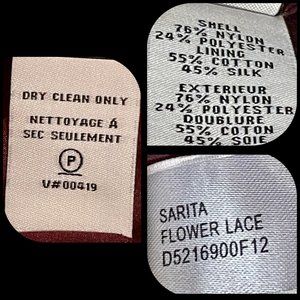 DRY CLEAN ONLY
NETTOYAGE À
SEC SEULEMENT
P
V#00419
SHELL
76% NYLON
24% POLYESTER
LINING
55% COTTON
45% SILK
EXTERIEUR
76% NYLON
24% POLYESTER
DOUBLURE
55% COTON
45% SOIE
SARITA
FLOWER LACE
D5216900F12